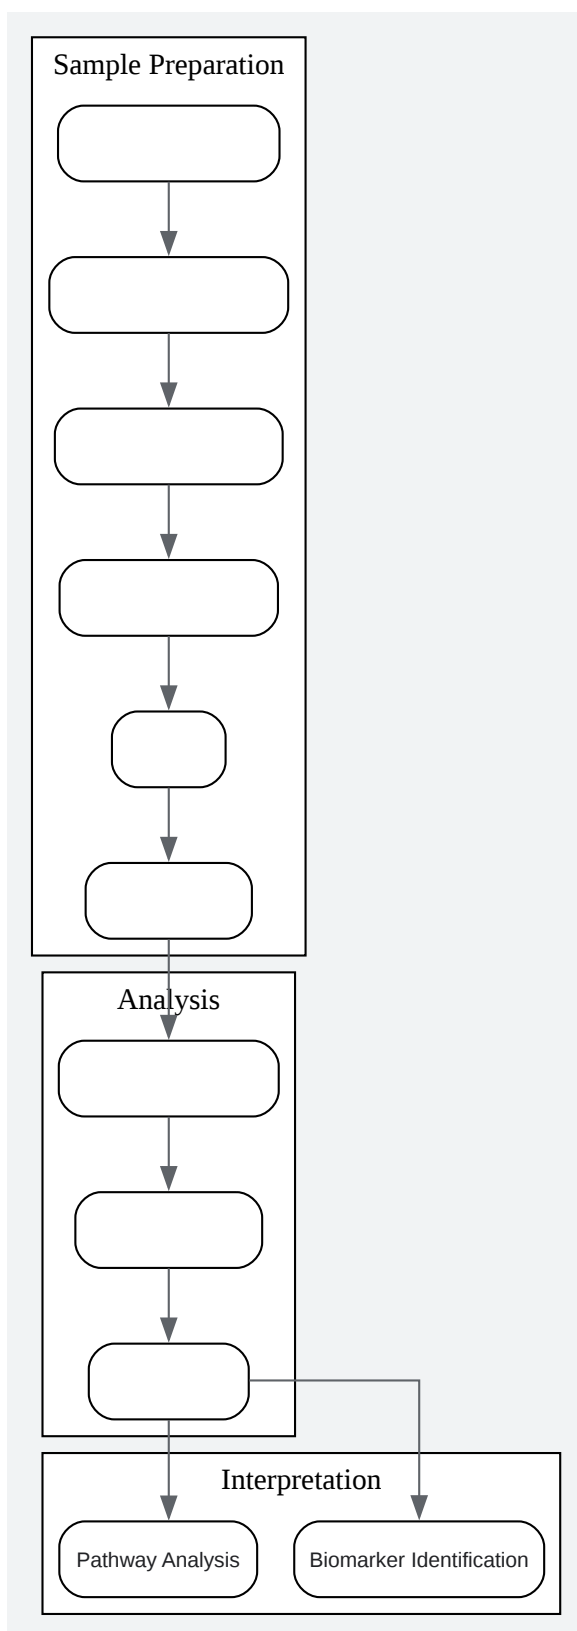 Sample Preparation
Analysis
Interpretation
Pathway Analysis
Biomarker Identification